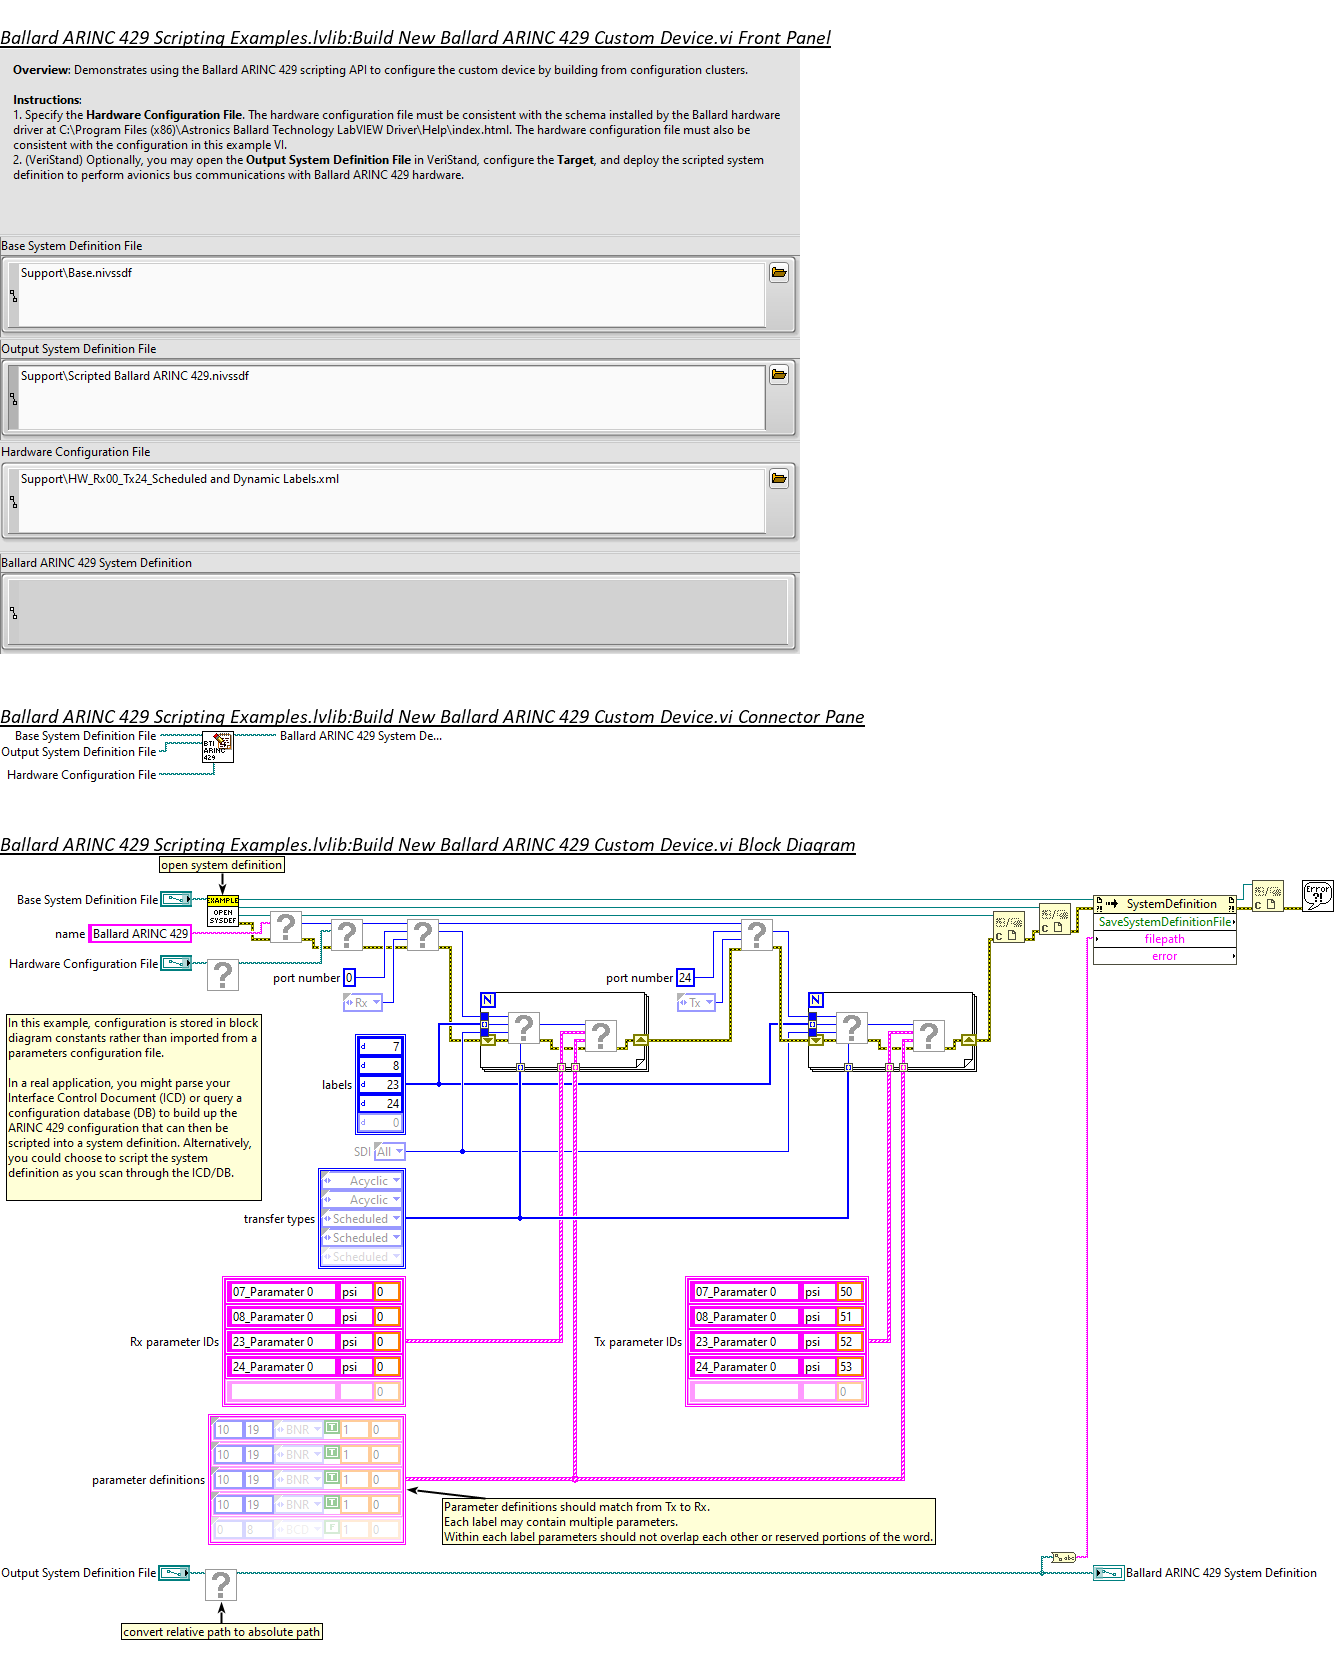 Ballard ARINC 429 Scripting Examples.lvlib:Build New Ballard ARINC 429 Custom Device.vi Front Panel
Overview: Demonstrates using the Ballard ARINC 429 scripting API to configure the custom device by building from configuration clusters.
Instructions:
1. Specify the Hardware Configuration File. The hardware configuration file must be consistent with the schema installed by the Ballard hardware
driver at C:\Program Files (x86)\Astronics Ballard Technology LabVIEW Driver\Help\index.html. The hardware configuration file must also be
consistent with the configuration in this example VI.
2. (VeriStand) Optionally, you may open the Output System Definition File in VeriStand, configure the Target, and deploy the scripted system
definition to perform avionics bus communications with Ballard ARINC 429 hardware.
Base System Definition File
Support\Base.nivssdf
Output System Definition File
Support\Scripted Ballard ARINC 429.nivssdf
Hardware Configuration File
Support\HW_Rx00_Tx24_Scheduled and Dynamic Labels.xml
Ballard ARINC 429 System Definition
Ballard ARINC 429 Scripting Examples.lvlib:Build New Ballard ARINC 429 Custom Device.vi Connector Pane
Base System Definition File
Ballard ARINC 429 System De...
Output System Definition File
BTI
ARINC
429
Hardware Configuration File
Ballard ARINC 429 Scripting Examples.lvlib:Build New Ballard ARINC 429 Custom Device.vi Block Diagram
open system definition
Base System Definition File
EXAMPLE
OPEN
SYSDEF
name
Ballard ARINC 429
Hardware Configuration File
?
?
?
?
?
port number 0
Rx
port number 24
Tx
N
?
?
N
?
?
SystemDefinition
SaveSystemDefinitionFile
filepath
error
Error
?!
In this example, configuration is stored in block
diagram constants rather than imported from a
parameters configuration file.
In a real application, you might parse your
Interface Control Document (ICD) or query a
configuration database (DB) to build up the
ARINC 429 configuration that can then be
scripted into a system definition. Alternatively,
you could choose to script the system
definition as you scan through the ICD/DB.
labels
d 7
d 8
d 23
d 24
d 0
SDI All
transfer types
Acyclic
Acyclic
Scheduled
Scheduled
Scheduled
Rx parameter IDs
07_Paramater 0 psi 0
08_Paramater 0 psi 0
23_Paramater 0 psi 0
24_Paramater 0 psi 0
0
Tx parameter IDs
07_Paramater 0 psi 50
08_Paramater 0 psi 51
23_Paramater 0 psi 52
24_Paramater 0 psi 53
0
parameter definitions
10 19 BNR T 1 0
10 19 BNR T 1 0
10 19 BNR T 1 0
10 19 BNR T 1 0
0 8 BCD F 1 0
Parameter definitions should match from Tx to Rx.
Each label may contain multiple parameters.
Within each label parameters should not overlap each other or reserved portions of the word.
Output System Definition File
?
abc
Ballard ARINC 429 System Definition
convert relative path to absolute path